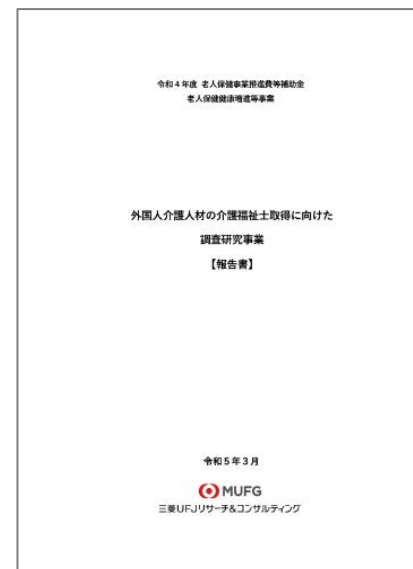 令和４年度 老人保健事業推進費等補助金
老人保健健康増進等事業
外国人介護人材の介護福祉士取得に向けた
調査研究事業
【報告書】
令和５年３月
MUFG
三菱UFJリサーチ&コンサルティング